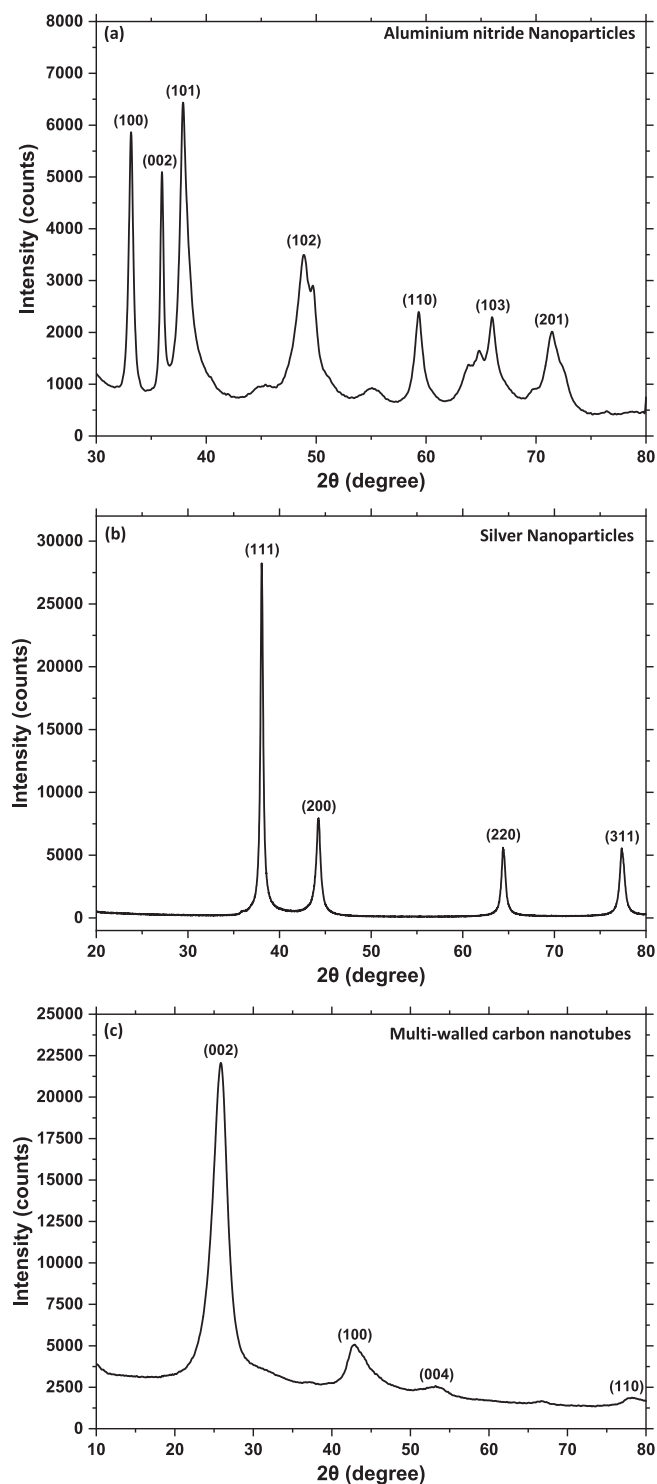 (a)
Aluminium nitride Nanoparticles
8000
7000
6000
5000
4000
3000
2000
1000
0
Intensity (counts)
(100)
(002)
(101)
(102)
(110)
(103)
(201)
30 40 50 60 70 80
2θ (degree)
(b)
Silver Nanoparticles
30000
25000
20000
15000
10000
5000
0
Intensity (counts)
(111)
(200)
(220)
(311)
20 30 40 50 60 70 80
2θ (degree)
(c)
Multi-walled carbon nanotubes
25000
22500
20000
17500
15000
12500
10000
7500
5000
2500
0
Intensity (counts)
(002)
(100)
(004)
(110)
10 20 30 40 50 60 70 80
2θ (degree)